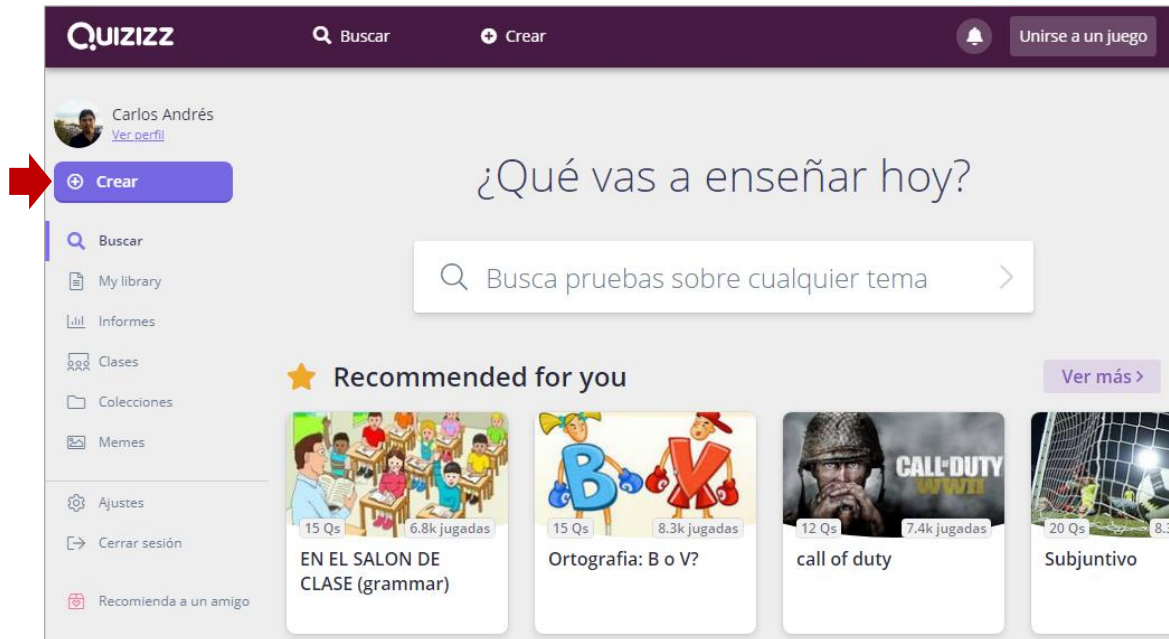 Quizizz Buscar Crear Unirse a un juego
Carlos Andrés
Ver perfil
Crear
Buscar
My library
Informes
Clases
Colecciones
Memes
Ajustes
Cerrar sesión
Recomienda a un amigo
¿Qué vas a enseñar hoy?
Busca pruebas sobre cualquier tema
Recommended for you
Ver más
B V
CALL OF DUTY
WWII
15 Qs 6.8k jugadas
EN EL SALON DE
CLASE (grammar)
15 Qs 8.3k jugadas
Ortografia: B o V?
12 Qs 7.4k jugadas
call of duty
20 Qs 8.3
Subjuntivo